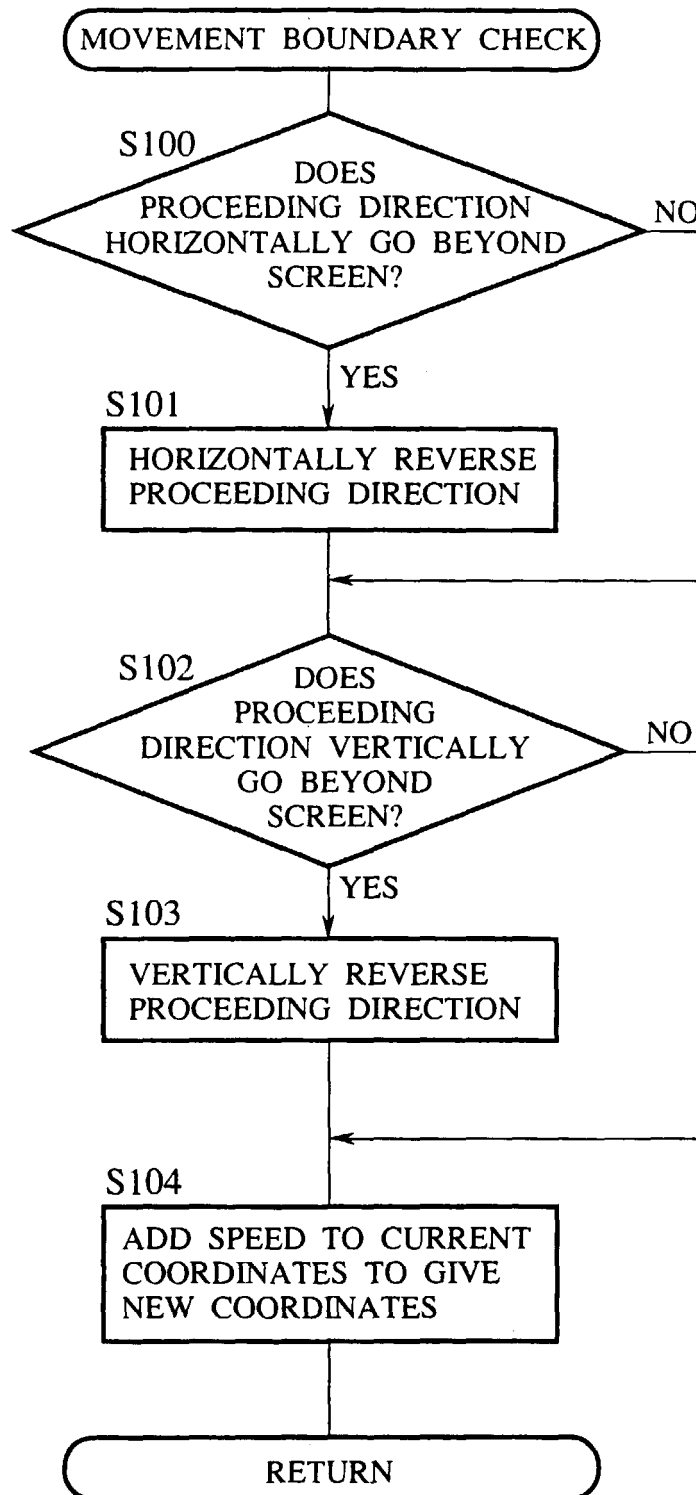 MOVEMENT BOUNDARY CHECK
S100
DOES
PROCEEDING DIRECTION
HORIZONTALLY GO BEYOND
SCREEN?
NO
YES
S101
HORIZONTALLY REVERSE
PROCEEDING DIRECTION
S102
DOES
PROCEEDING
DIRECTION VERTICALLY
GO BEYOND
SCREEN?
NO
YES
S103
VERTICALLY REVERSE
PROCEEDING DIRECTION
S104
ADD SPEED TO CURRENT
COORDINATES TO GIVE
NEW COORDINATES
RETURN